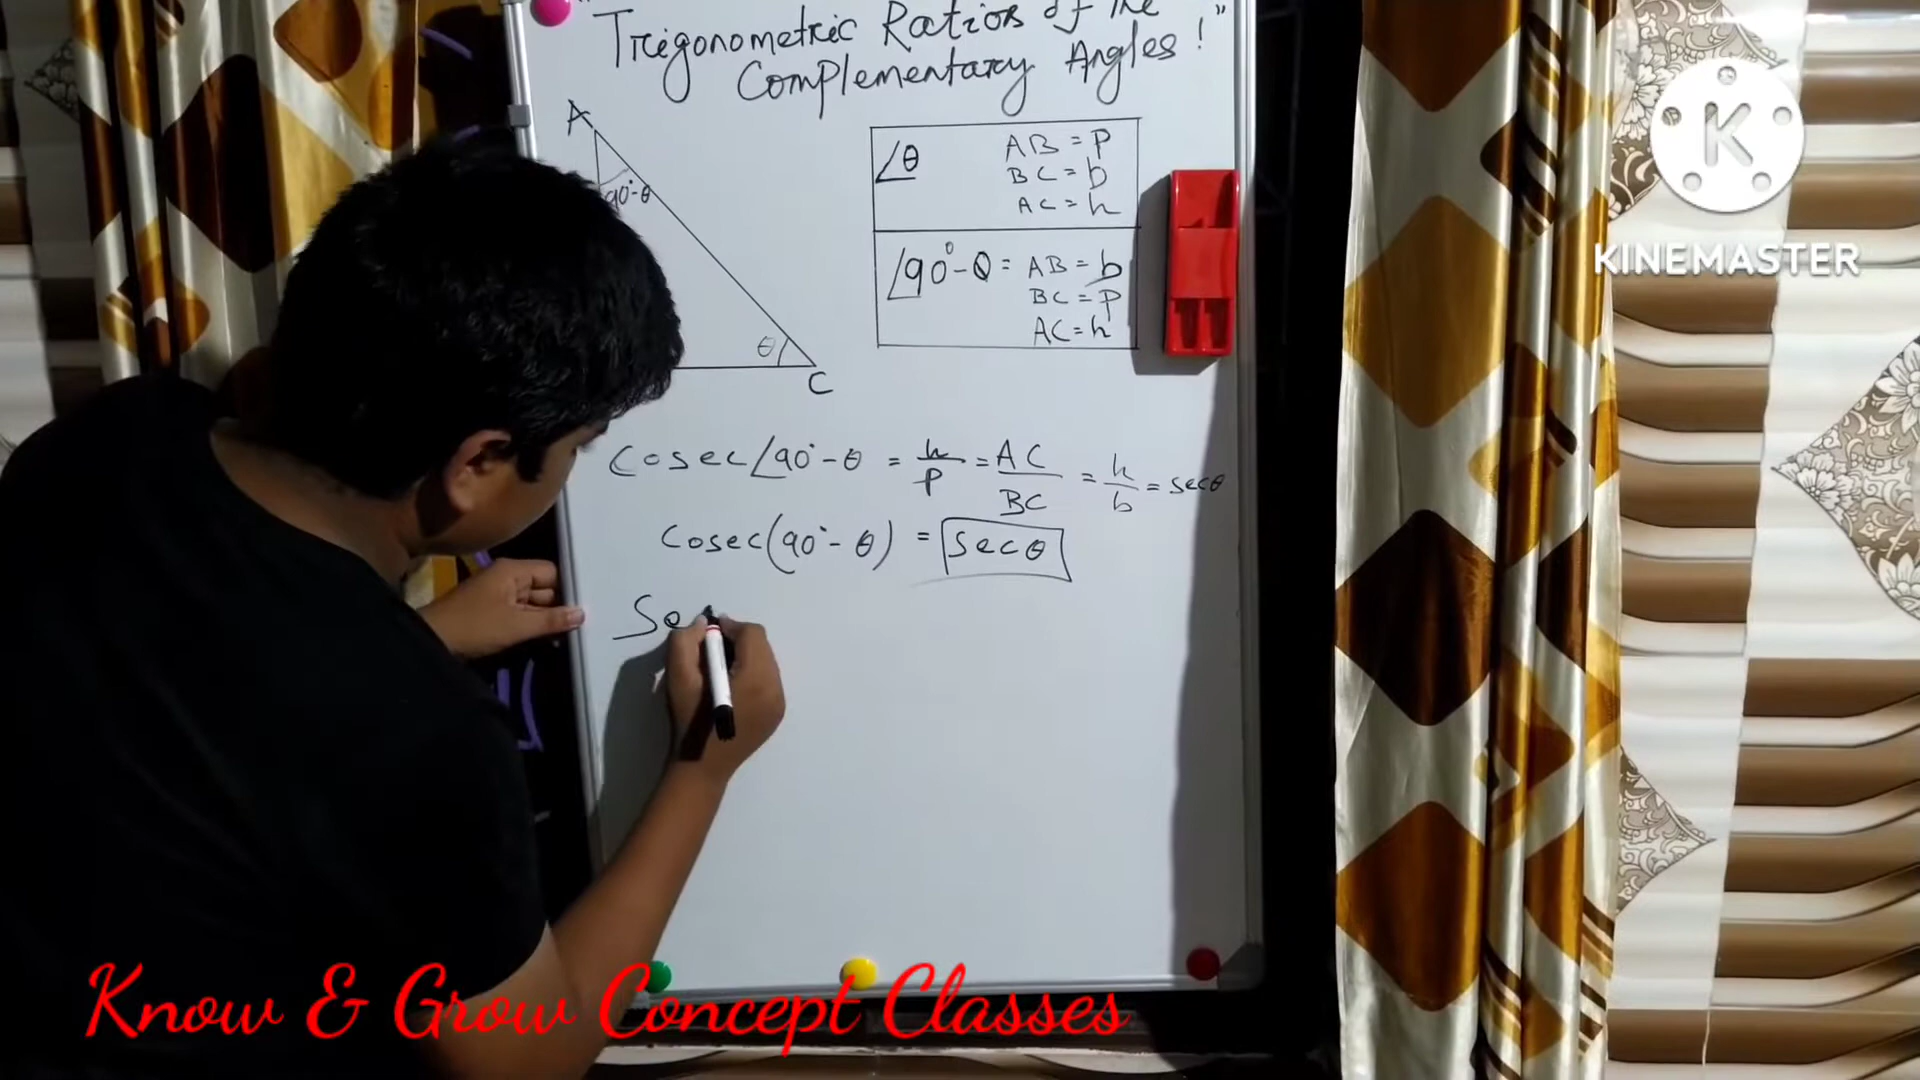 "Trigonometric Ratios of the
Complementary Angles!"
A
90°-θ
θ
C
∠θ
AB = p
BC = b
AC = h
∠90°-θ = AB = b
BC = p
AC = h
Cosec∠90°-θ = h/p = AC/BC = h/b = secθ
Cosec(90°-θ) = secθ
Se
K
KINEMASTER
Know & Grow Concept Classes